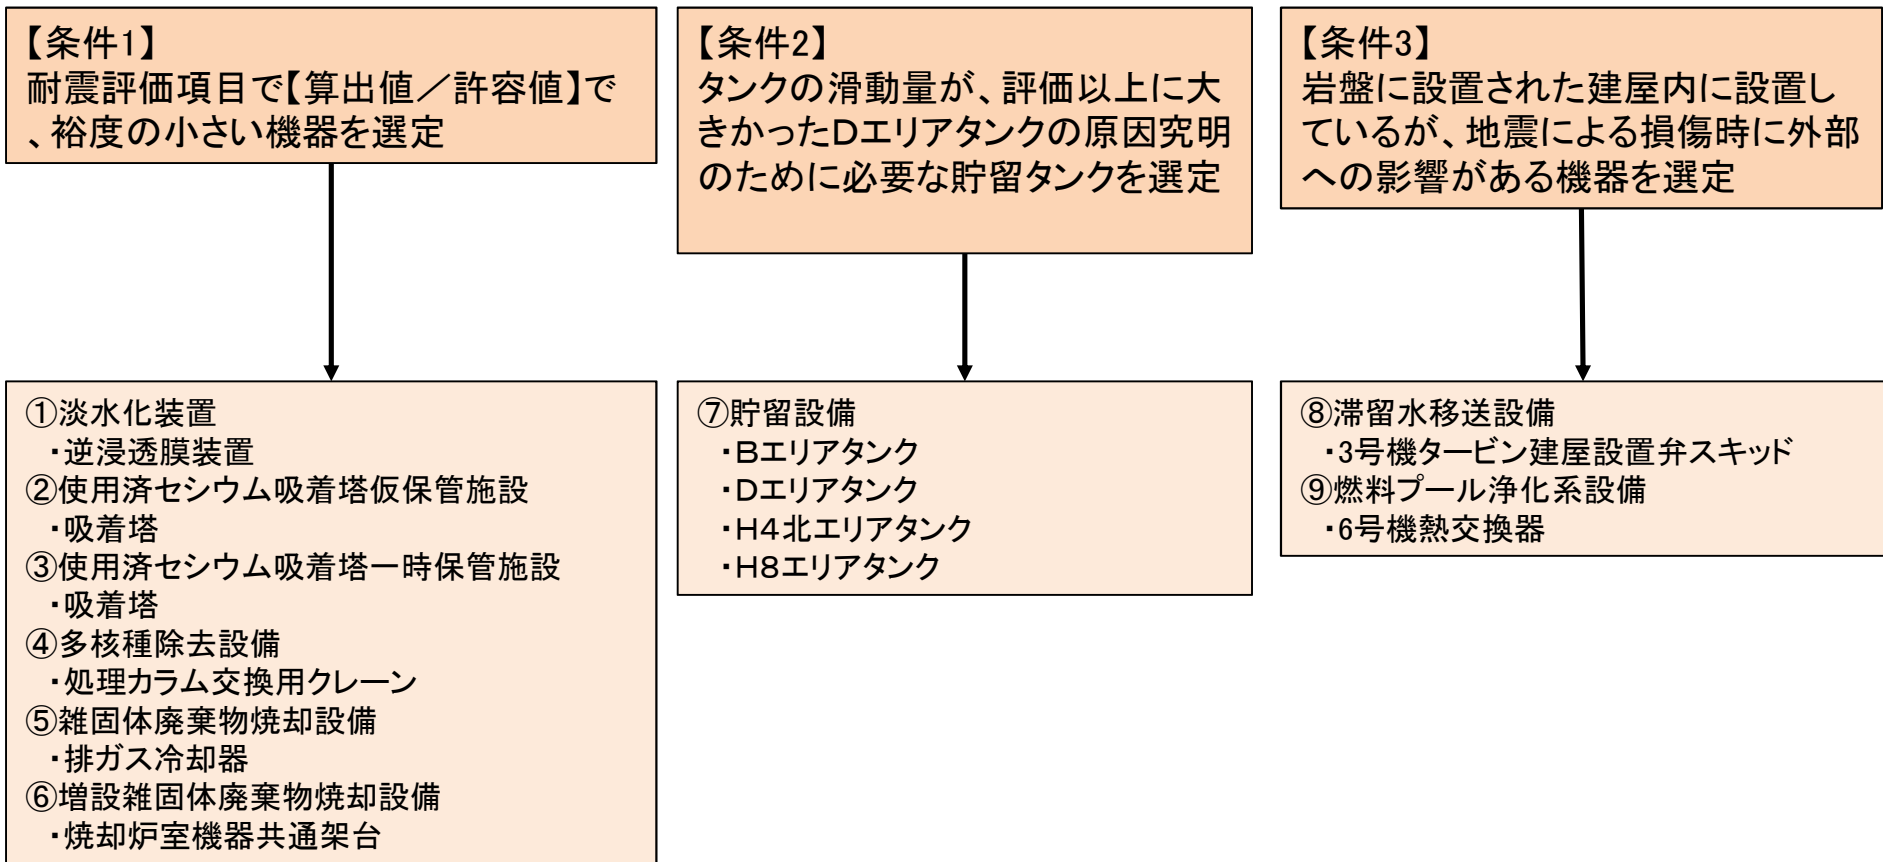 【条件1】
耐震評価項目で【算出値／許容値】で
、裕度の小さい機器を選定
【条件2】
タンクの滑動量が、評価以上に大
きかったDエリアタンクの原因究明
のために必要な貯留タンクを選定
【条件3】
岩盤に設置された建屋内に設置し
ているが、地震による損傷時に外部
への影響がある機器を選定
①淡水化装置
・逆浸透膜装置
②使用済セシウム吸着塔仮保管施設
・吸着塔
③使用済セシウム吸着塔一時保管施設
・吸着塔
④多核種除去設備
・処理カラム交換用クレーン
⑤雑固体廃棄物焼却設備
・排ガス冷却器
⑥増設雑固体廃棄物焼却設備
・焼却炉室機器共通架台
⑦貯留設備
・Bエリアタンク
・Dエリアタンク
・H4北エリアタンク
・H8エリアタンク
⑧滞留水移送設備
・3号機タービン建屋設置弁スキッド
⑨燃料プール浄化系設備
・6号機熱交換器